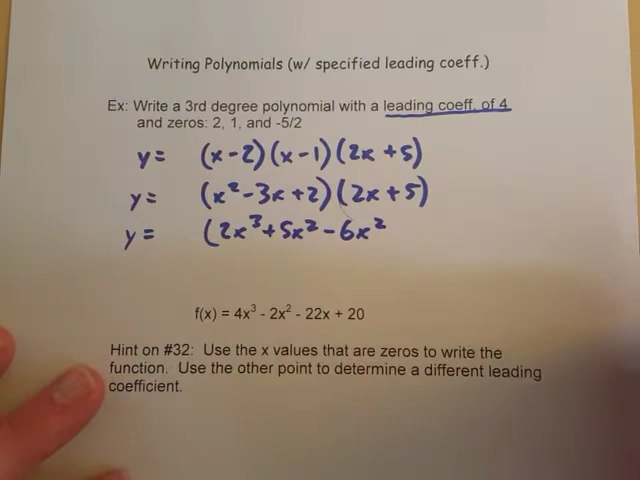 Writing Polynomials (w/ specified leading coeff.)
Ex: Write a 3rd degree polynomial with a leading coeff. of 4
and zeros: 2, 1, and -5/2
y = (x-2)(x-1)(2x+5)
y = (x²-3x+2)(2x+5)
y = (2x³+5x²-6x²
f(x) = 4x³ - 2x² - 22x + 20
Hint on #32: Use the x values that are zeros to write the
function. Use the other point to determine a different leading
coefficient.